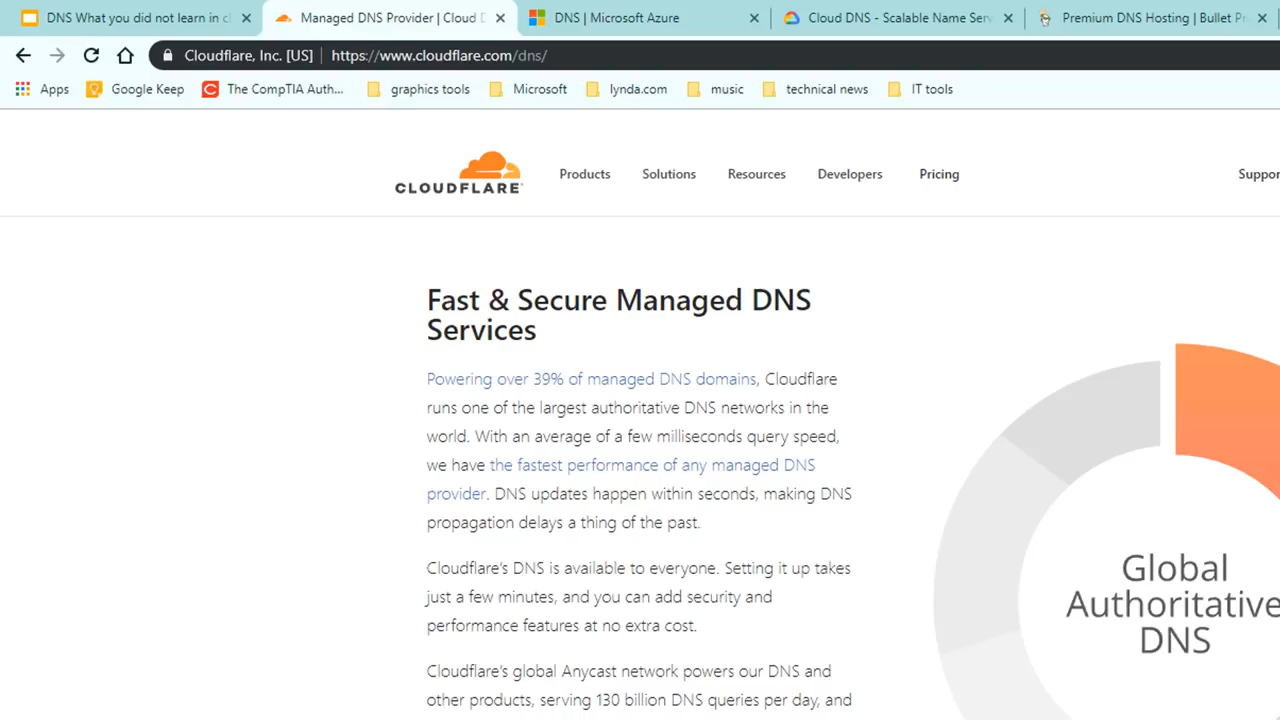 DNS What you did not learn in cl
Managed DNS Provider | Cloud D
DNS | Microsoft Azure
Cloud DNS - Scalable Name Serv
Premium DNS Hosting | Bullet Pr
Cloudflare, Inc. [US] | https://www.cloudflare.com/dns/
Apps Google Keep The CompTIA Auth... graphics tools Microsoft lynda.com music technical news IT tools
CLOUDFLARE
Products Solutions Resources Developers Pricing Suppor
Fast & Secure Managed DNS
Services
Powering over 39% of managed DNS domains, Cloudflare
runs one of the largest authoritative DNS networks in the
world. With an average of a few milliseconds query speed,
we have the fastest performance of any managed DNS
provider. DNS updates happen within seconds, making DNS
propagation delays a thing of the past.
Cloudflare's DNS is available to everyone. Setting it up takes
just a few minutes, and you can add security and
performance features at no extra cost.
Cloudflare's global Anycast network powers our DNS and
other products, serving 130 billion DNS queries per day, and
Global
Authoritative
DNS